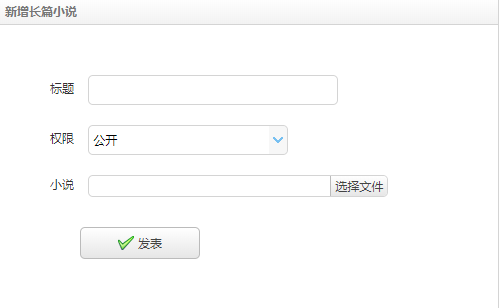 新增长篇小说
标题
权限 公开
小说 选择文件
发表